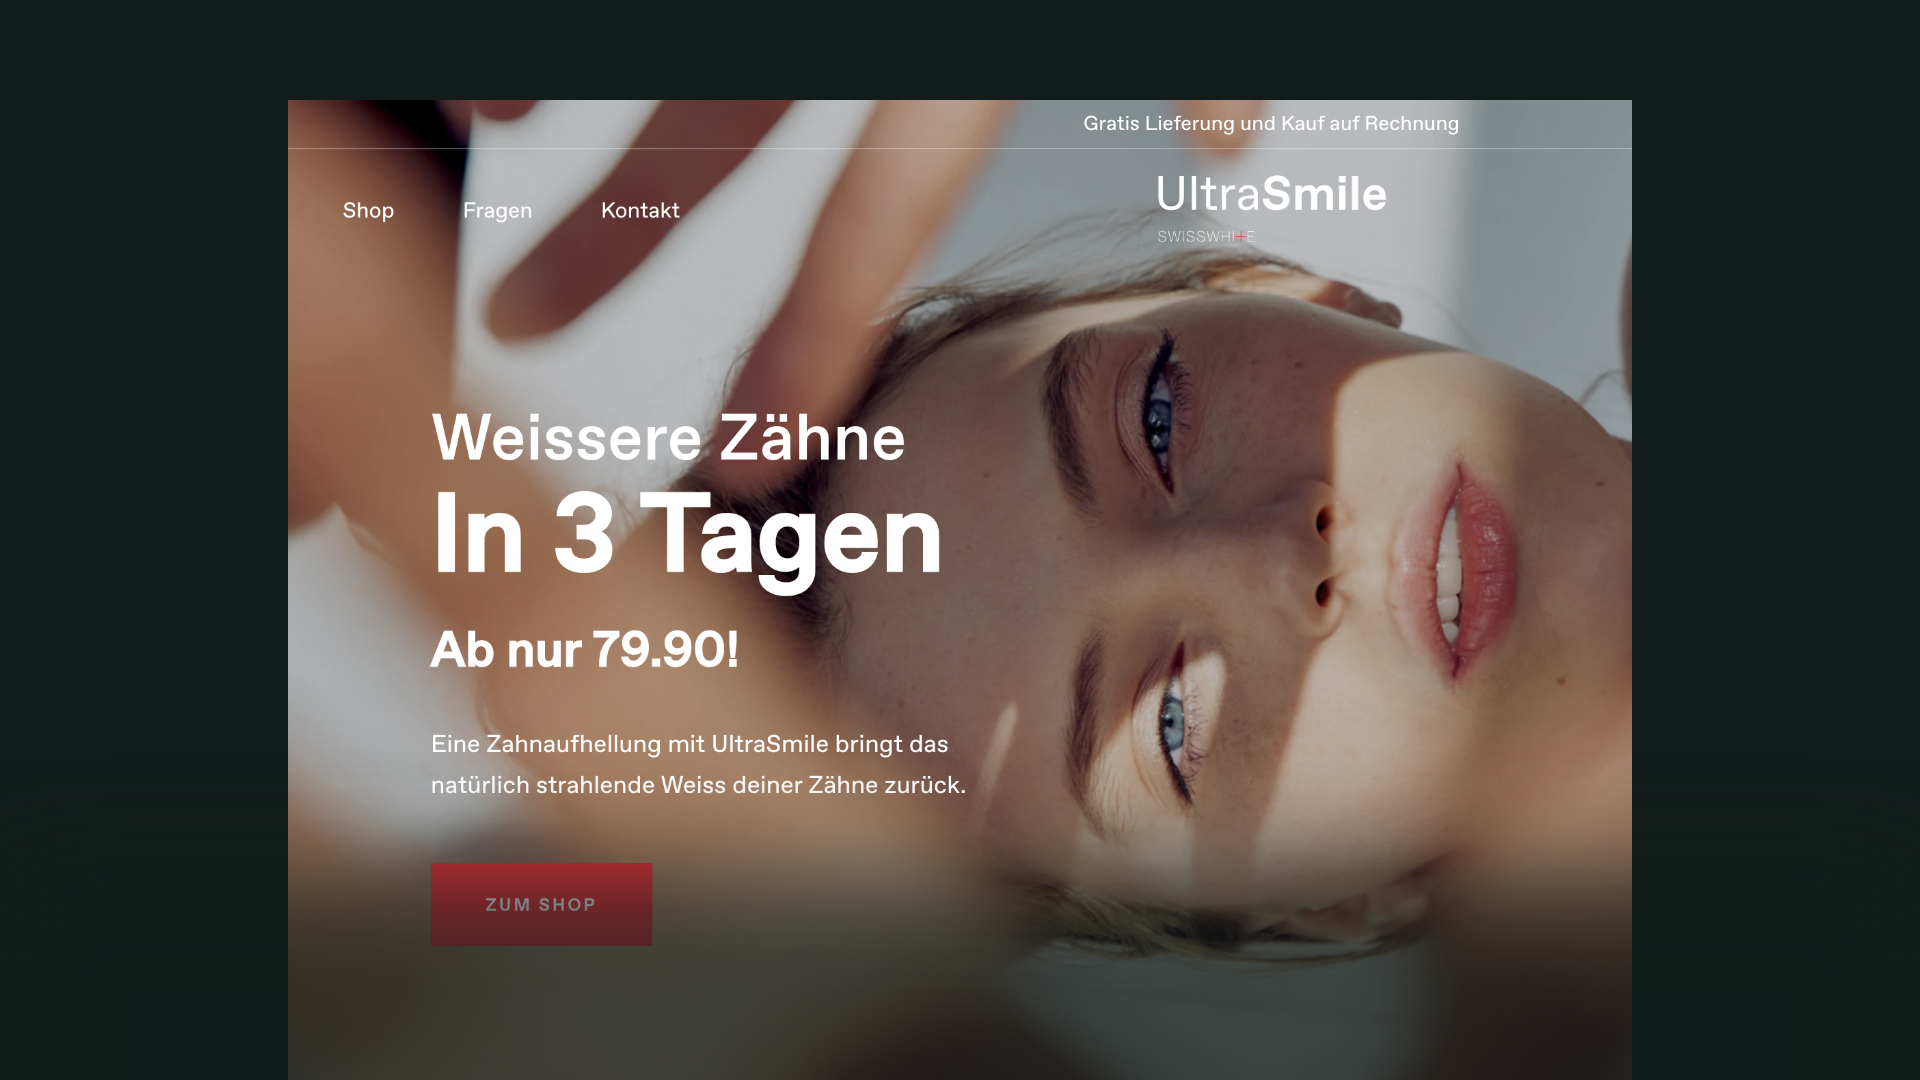 Gratis Lieferung und Kauf auf Rechnung
Shop
Fragen
Kontakt
UltraSmile
SWISSWHITE
Weissere Zähne
In 3 Tagen
Ab nur 79.90!
Eine Zahnaufhellung mit UltraSmile bringt das
natürlich strahlende Weiss deiner Zähne zurück.
ZUM SHOP